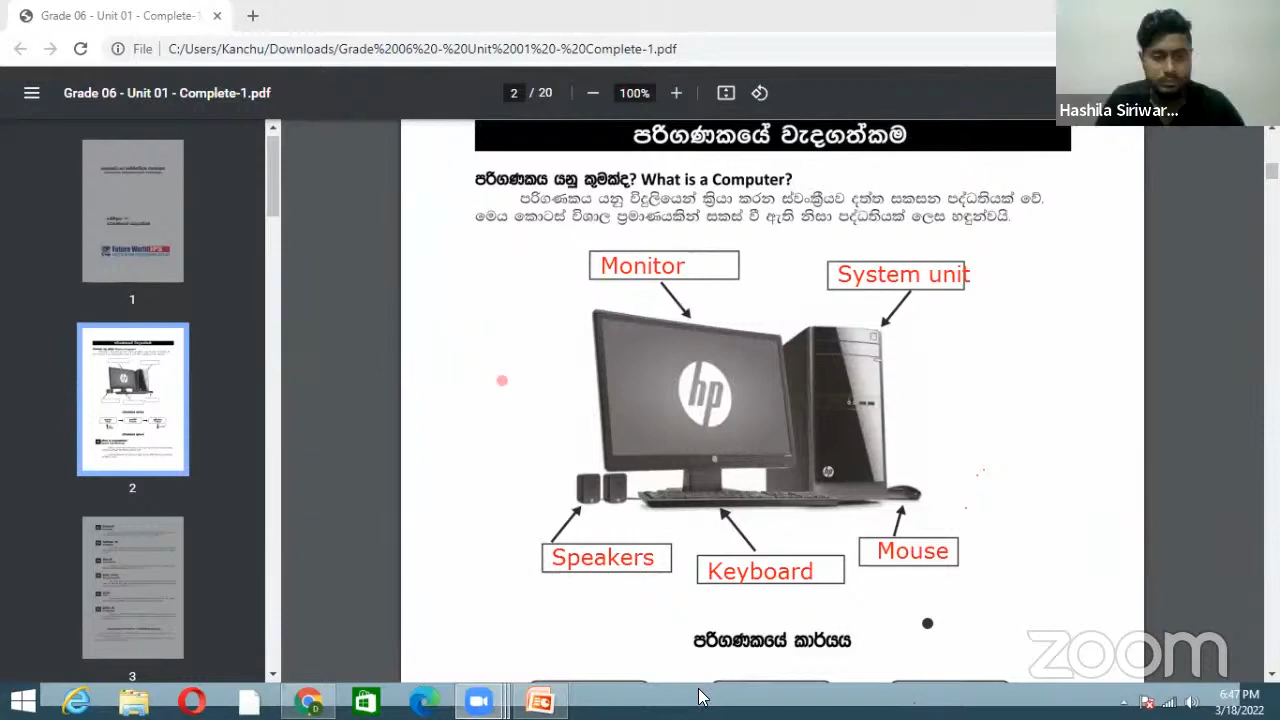 Grade 06 - Unit 01 - Complete-1
File
C:/Users/Kanchu/Downloads/Grade%2006%20-%20Unit%2001%20-%20Complete-1.pdf
Grade 06 - Unit 01 - Complete-1.pdf
2 / 20
100%
Hashila Siriwar...
පරිගණකයේ වැදගත්කම
පරිගණකය යනු කුමක්ද? What is a Computer?
පරිගණකය යනු විදුලියෙන් ක්‍රියා කරන ස්වංක්‍රීයව දත්ත සකසන පද්ධතියක් වේ.
මෙය කොටස් විශාල ප්‍රමාණයකින් සකස් වී ඇති නිසා පද්ධතියක් ලෙස හඳුන්වයි.
Monitor
System unit
hp
hp
Speakers
Keyboard
Mouse
පරිගණකයේ කාර්යය
Future World
1
2
3
zoom
6:47 PM
3/18/2022